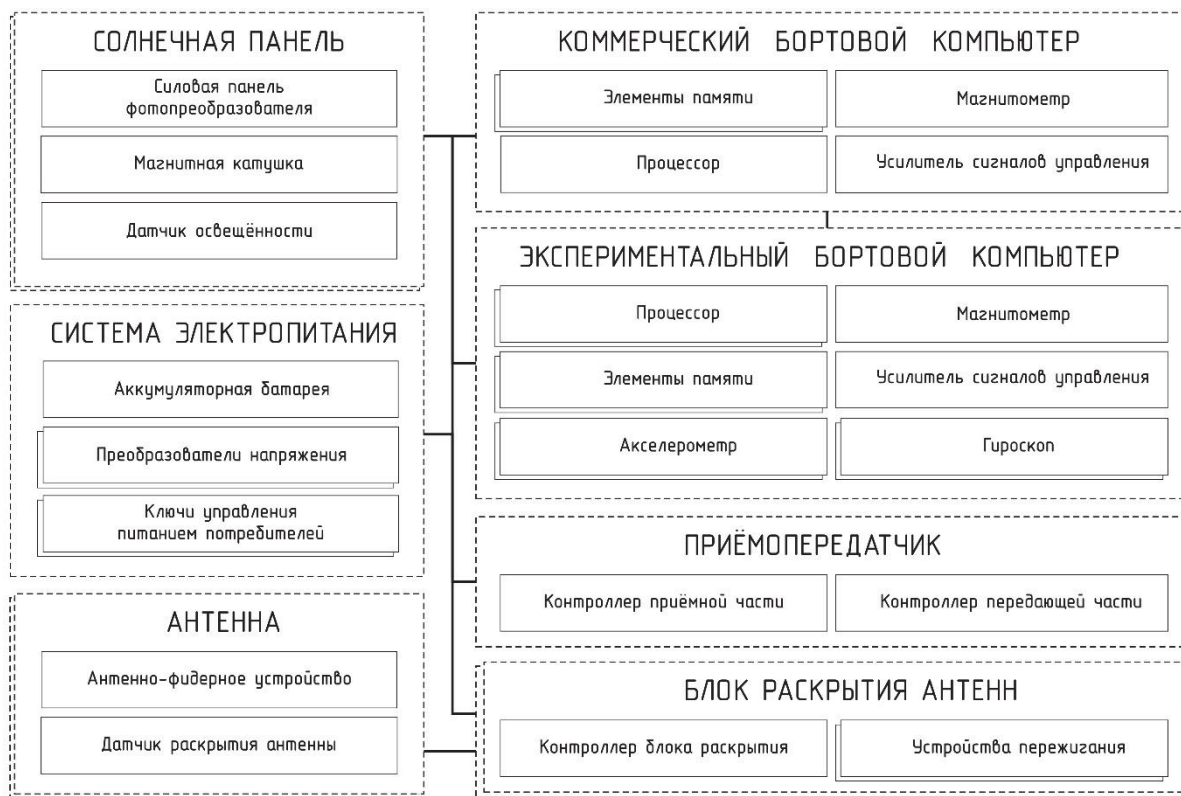 СОЛНЕЧНАЯ ПАНЕЛЬ
Силовая панель
фотопреобразователя
Магнитная катушка
Датчик освещённости
СИСТЕМА ЭЛЕКТРОПИТАНИЯ
Аккумуляторная батарея
Преобразователи напряжения
Ключи управления
питанием потребителей
АНТЕННА
Антенно-фидерное устройство
Датчик раскрытия антенны
КОММЕРЧЕСКИЙ БОРТОВОЙ КОМПЬЮТЕР
Элементы памяти
Магнитометр
Процессор
Усилитель сигналов управления
ЭКСПЕРИМЕНТАЛЬНЫЙ БОРТОВОЙ КОМПЬЮТЕР
Процессор
Магнитометр
Элементы памяти
Усилитель сигналов управления
Акселерометр
Гироскоп
ПРИЁМОПЕРЕДАТЧИК
Контроллер приёмной части
Контроллер передающей части
БЛОК РАСКРЫТИЯ АНТЕНН
Контроллер блока раскрытия
Устройства пережигания